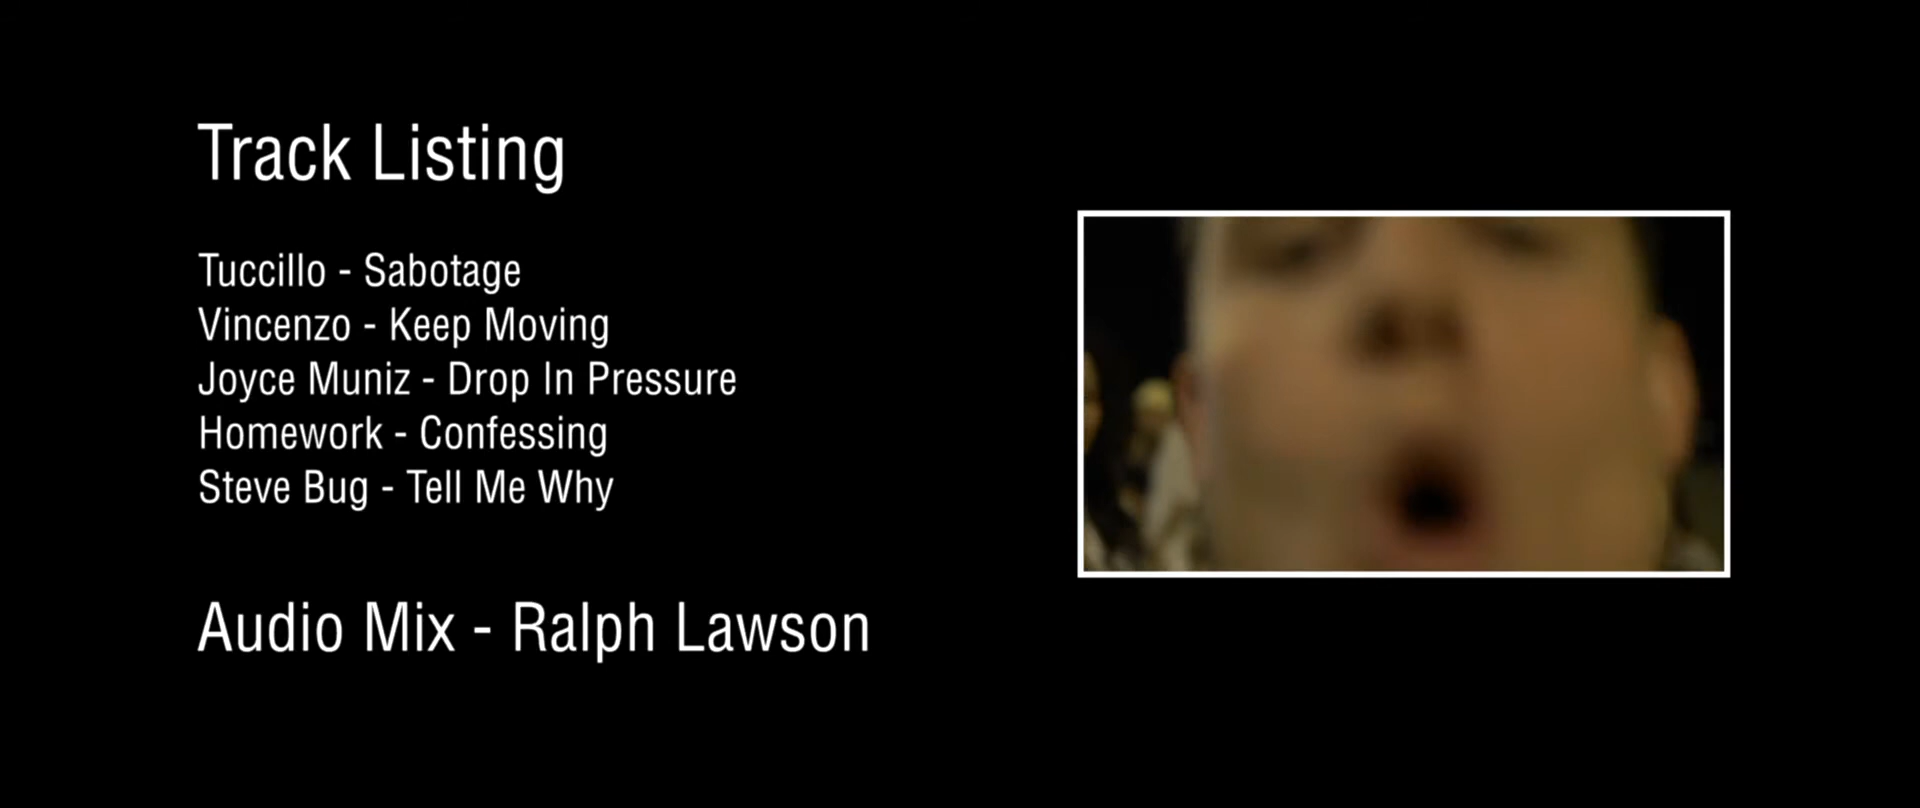 Track Listing
Tuccillo - Sabotage
Vincenzo - Keep Moving
Joyce Muniz - Drop In Pressure
Homework - Confessing
Steve Bug - Tell Me Why
Audio Mix - Ralph Lawson